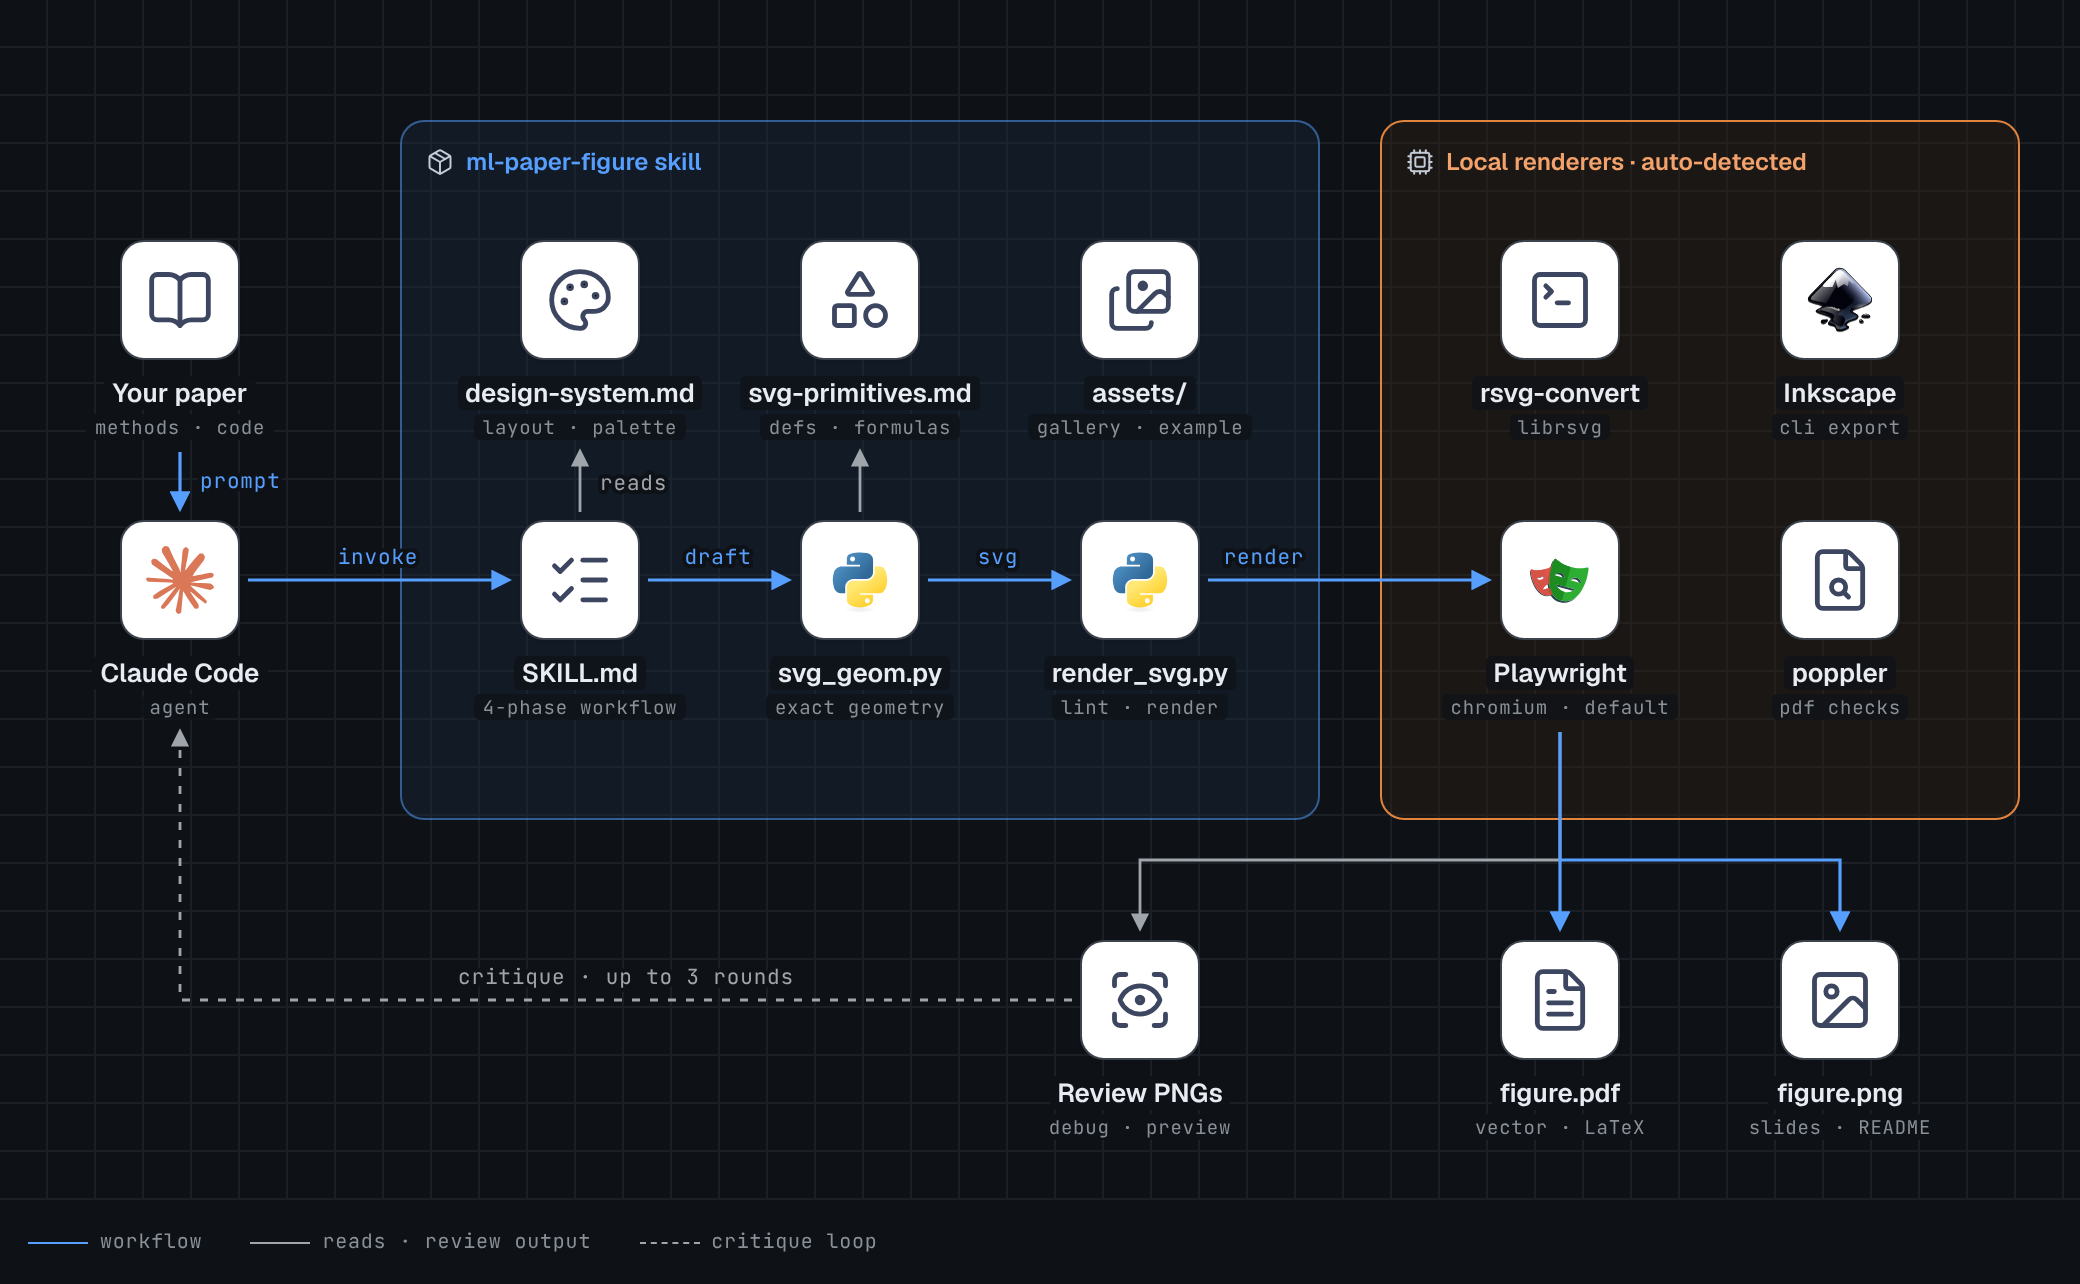 ml-paper-figure skill
Local renderers · auto-detected
Your paper
methods · code
design-system.md
layout · palette
svg-primitives.md
defs · formulas
assets/
gallery · example
rsvg-convert
librsvg
Inkscape
cli export
prompt
reads
invoke
draft
svg
render
Claude Code
agent
SKILL.md
4-phase workflow
svg_geom.py
exact geometry
render_svg.py
lint · render
Playwright
chromium · default
poppler
pdf checks
critique · up to 3 rounds
Review PNGs
debug · preview
figure.pdf
vector · LaTeX
figure.png
slides · README
workflow
reads · review output
critique loop